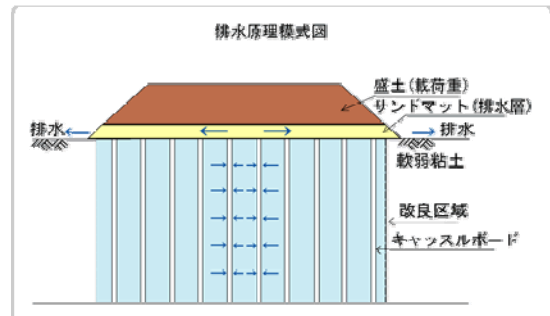 排水原理模式図
盛土(載荷重)
サンドマット(排水層)
排水
排水
軟弱粘土
改良区域
キャッスルボード